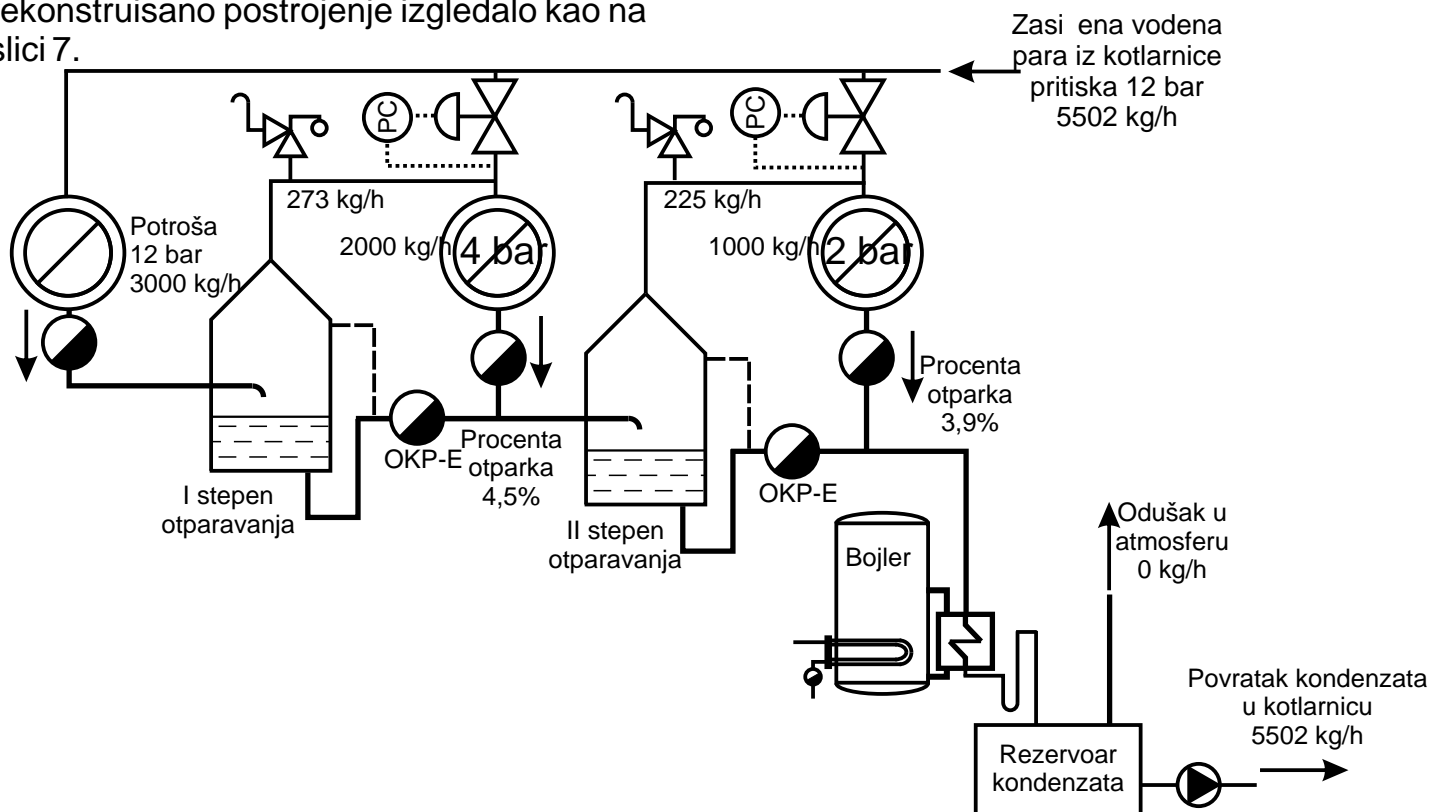 ekonstruisano postrojenje izgledalo kao na
slici 7.
Zasi ena vodena
para iz kotlarnice
pritiska 12 bar
5502 kg/h
PC
PC
273 kg/h
225 kg/h
Potroša
12 bar
3000 kg/h
2000 kg/h
4 bar
1000 kg/h
2 bar
Procenta
otparka
3,9%
OKP-E
Procenta
otparka
4,5%
OKP-E
I stepen
otparavanja
II stepen
otparavanja
Bojler
Odušak u
atmosferu
0 kg/h
Povratak kondenzata
u kotlarnicu
5502 kg/h
Rezervoar
kondenzata